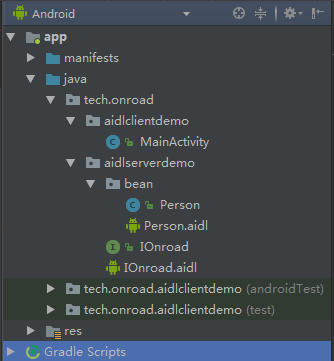 Android
app
manifests
java
tech.onroad
aidlclientdemo
C MainActivity
aidlserverdemo
bean
C Person
Person.aidl
I IOnroad
IOnroad.aidl
tech.onroad.aidlclientdemo (androidTest)
tech.onroad.aidlclientdemo (test)
res
Gradle Scripts